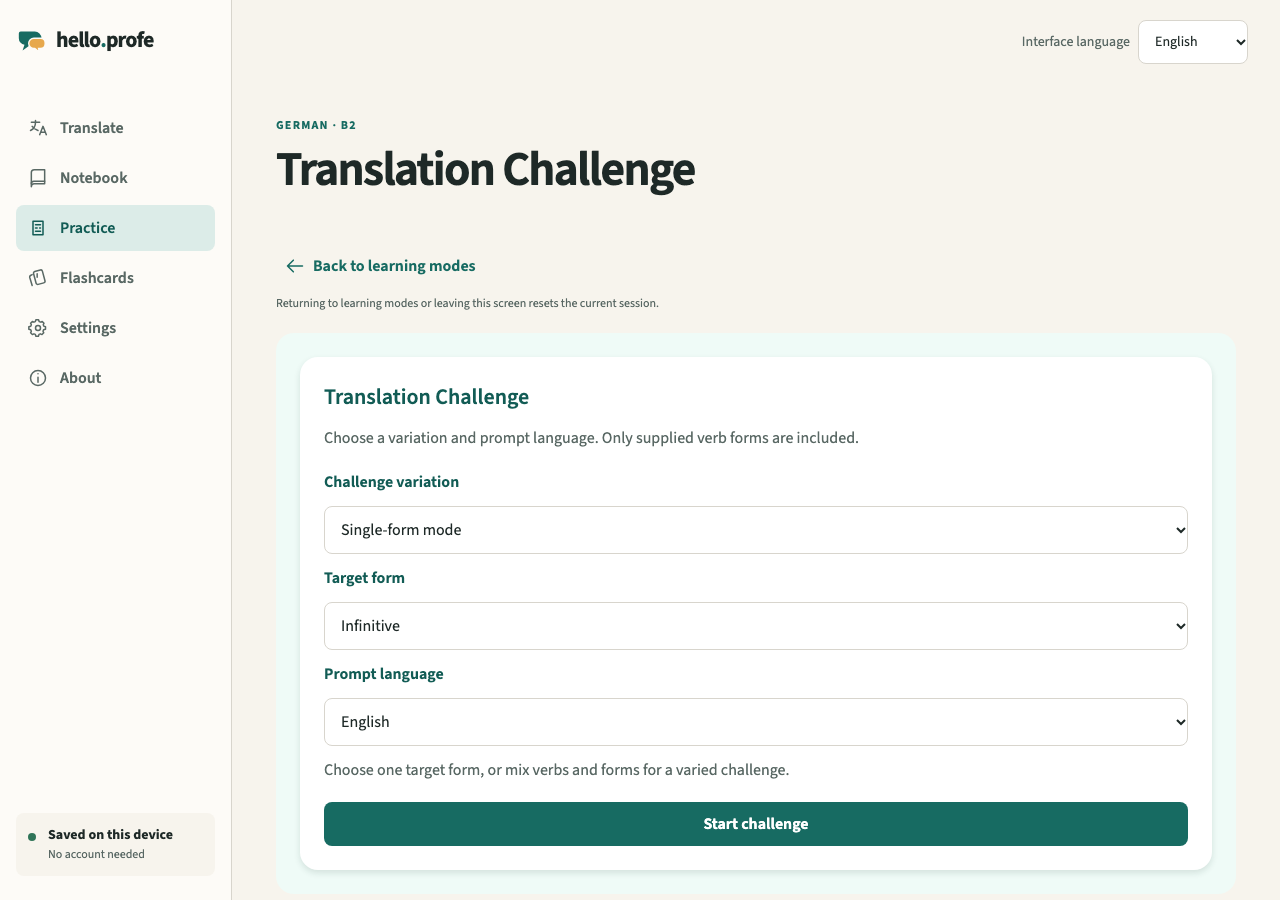 hello.profe
Translate
Notebook
Practice
Flashcards
Settings
About
Saved on this device
No account needed
Interface language
English
GERMAN · B2
Translation Challenge
Back to learning modes
Returning to learning modes or leaving this screen resets the current session.
Translation Challenge
Choose a variation and prompt language. Only supplied verb forms are included.
Challenge variation
Single-form mode
Target form
Infinitive
Prompt language
English
Choose one target form, or mix verbs and forms for a varied challenge.
Start challenge